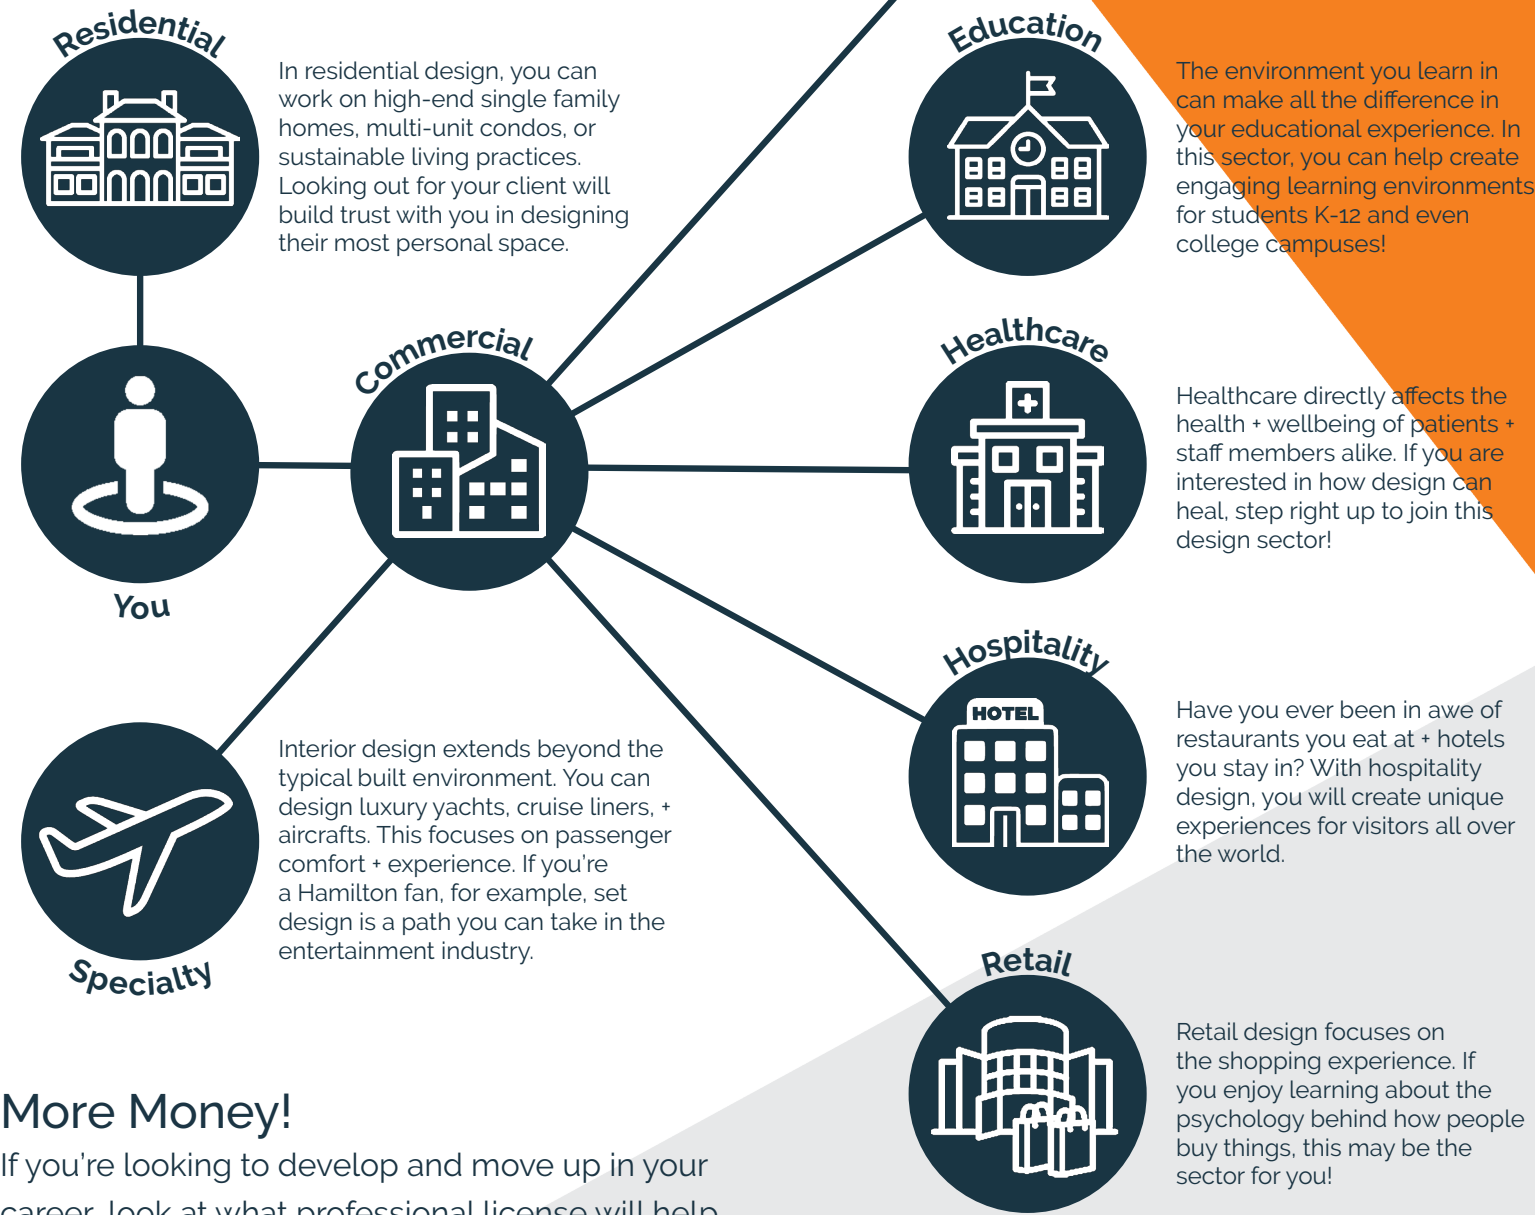 Residential
In residential design, you can
work on high-end single family
homes, multi-unit condos, or
sustainable living practices.
Looking out for your client will
build trust with you in designing
their most personal space.
You
Commercial
Specialty
Interior design extends beyond the
typical built environment. You can
design luxury yachts, cruise liners, +
aircrafts. This focuses on passenger
comfort + experience. If you're
a Hamilton fan, for example, set
design is a path you can take in the
entertainment industry.
Education
The environment you learn in
can make all the difference in
your educational experience. In
this sector, you can help create
engaging learning environments
for students K-12 and even
college campuses!
Healthcare
Healthcare directly affects the
health + wellbeing of patients +
staff members alike. If you are
interested in how design can
heal, step right up to join this
design sector!
Hospitality
HOTEL
Have you ever been in awe of
restaurants you eat at + hotels
you stay in? With hospitality
design, you will create unique
experiences for visitors all over
the world.
Retail
Retail design focuses on
the shopping experience. If
you enjoy learning about the
psychology behind how people
buy things, this may be the
sector for you!
More Money!
If you're looking to develop and move up in your
career, look at what professional license will help